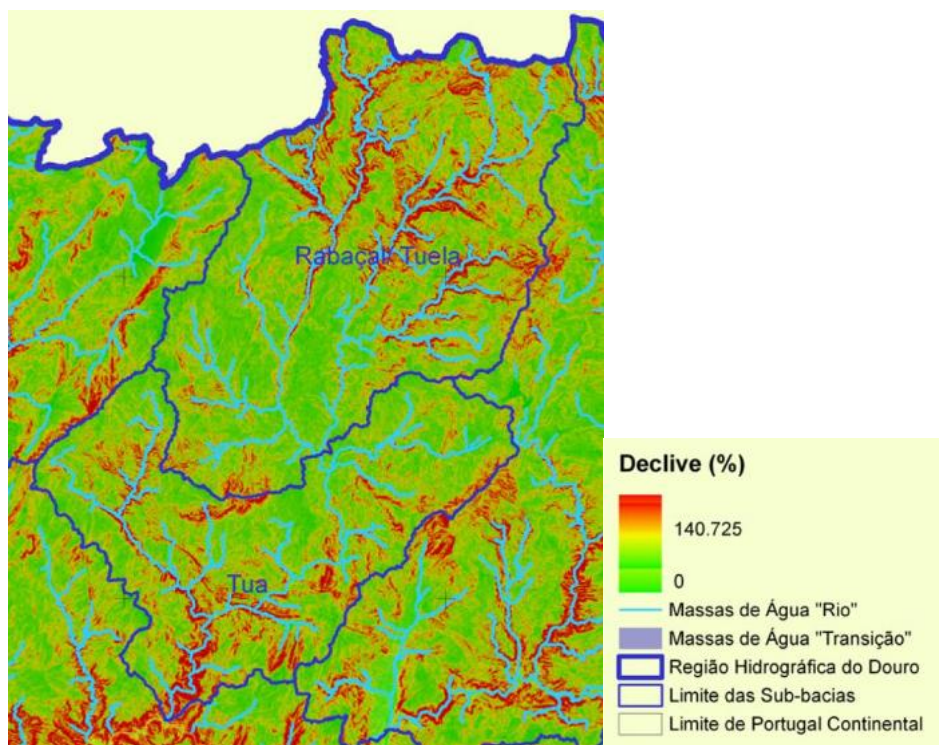 Rabaçal/ Tuela
Tua
Declive (%)
140.725
0
Massas de Água "Rio"
Massas de Água "Transição"
Região Hidrográfica do Douro
Limite das Sub-bacias
Limite de Portugal Continental